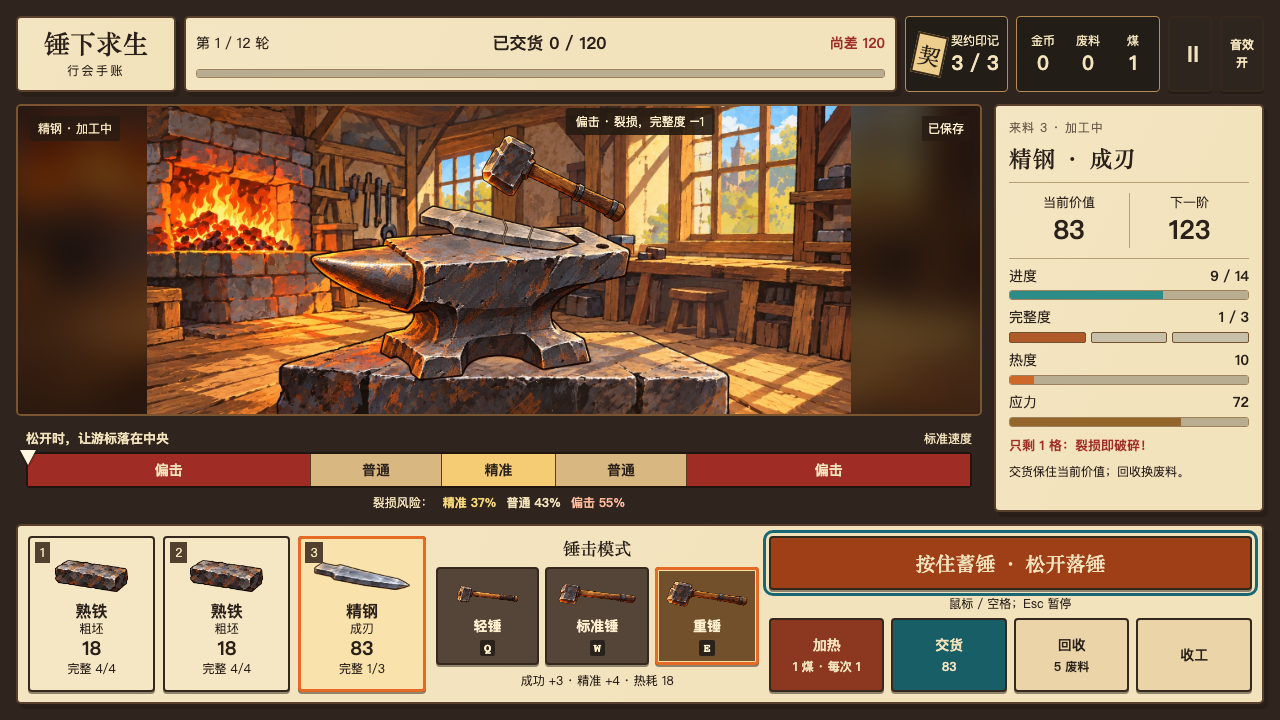 锤下求生
行会手账
第 1 / 12 轮
已交货 0 / 120
尚差 120
契
契约印记
3 / 3
金币 废料 煤
0 0 1
II
音效
开
精钢 · 加工中
偏击 · 裂损，完整度 −1
已保存
来料 3 · 加工中
精钢 · 成刃
当前价值 下一阶
83 123
进度 9 / 14
完整度 1 / 3
热度 10
应力 72
只剩 1 格：裂损即破碎！
交货保住当前价值；回收换废料。
松开时，让游标落在中央
标准速度
偏击 普通 精准 普通 偏击
裂损风险： 精准 37% 普通 43% 偏击 55%
1
熟铁
粗坯
18
完整 4/4
2
熟铁
粗坯
18
完整 4/4
3
精钢
成刃
83
完整 1/3
锤击模式
轻锤
Q
标准锤
W
重锤
E
成功 +3 · 精准 +4 · 热耗 18
按住蓄锤 · 松开落锤
鼠标 / 空格；Esc 暂停
加热
1 煤 · 每次 1
交货
83
回收
5 废料
收工